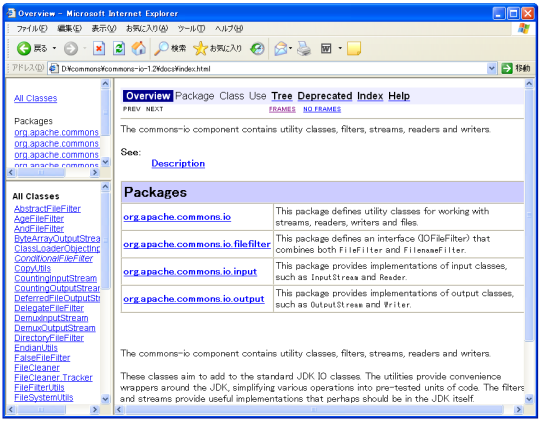 Overview - Microsoft Internet Explorer
ファイル(F) 編集(E) 表示(V) お気に入り(A) ツール(T) ヘルプ(H)
戻る 検索 お気に入り
アドレス(D) D:¥commons¥commons-io-1.2¥docs¥index.html 移動
All Classes
Packages
org.apache.commons
org.apache.commons
org.apache.commons
org.apache.commons
All Classes
AbstractFileFilter
AgeFileFilter
AndFileFilter
ByteArrayOutputStrea
ClassLoaderObjectInp
ConditionalFileFilter
CopyUtils
CountingInputStream
CountingOutputStrear
DeferredFileOutputStr
DelegateFileFilter
DemuxInputStream
DemuxOutputStream
DirectoryFileFilter
EndianUtils
FalseFileFilter
FileCleaner
FileCleaner.Tracker
FileFilterUtils
FileSystemUtils
Overview Package Class Use Tree Deprecated Index Help
PREV NEXT FRAMES NO FRAMES
The commons-io component contains utility classes, filters, streams, readers and writers.
See:
Description
Packages
org.apache.commons.io This package defines utility classes for working with
streams, readers, writers and files.
org.apache.commons.io.filefilter This package defines an interface (IOFileFilter) that
combines both FileFilter and FilenameFilter.
org.apache.commons.io.input This package provides implementations of input classes,
such as InputStream and Reader.
org.apache.commons.io.output This package provides implementations of output classes,
such as OutputStream and Writer.
The commons-io component contains utility classes, filters, streams, readers and writers.
These classes aim to add to the standard JDK IO classes. The utilities provide convenience
wrappers around the JDK, simplifying various operations into pre-tested units of code. The filters
and streams provide useful implementations that perhaps should be in the JDK itself.